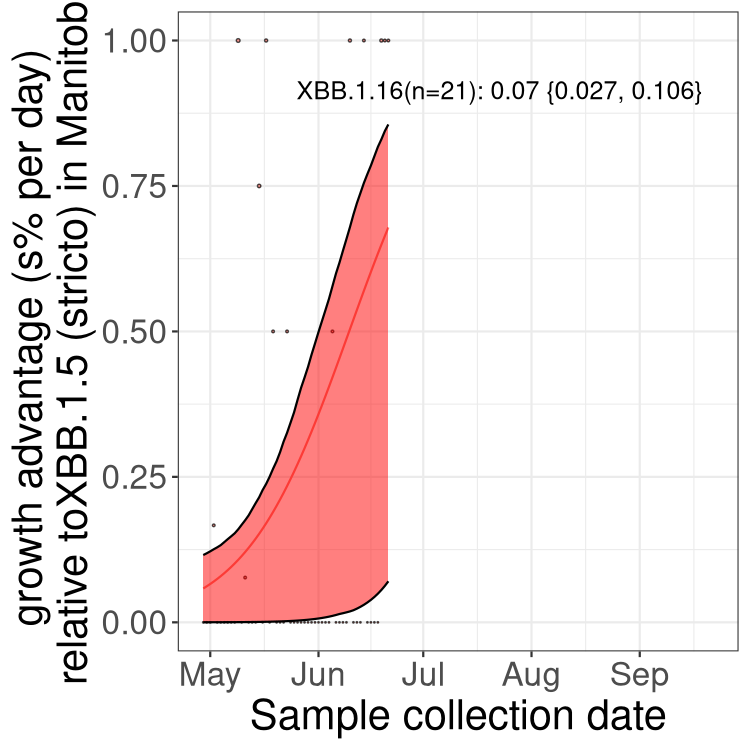 growth advantage (s% per day)
relative toXBB.1.5 (stricto) in Manitob
1.00
0.75
0.50
0.25
0.00
XBB.1.16(n=21): 0.07 {0.027, 0.106}
May Jun Jul Aug Sep
Sample collection date